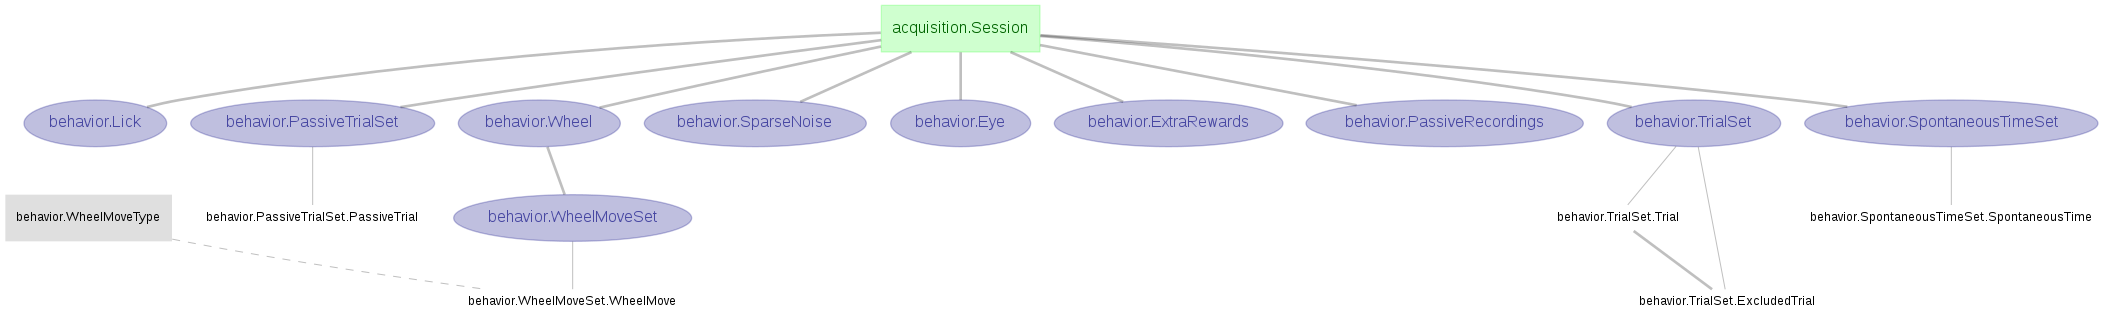 acquisition.Session
behavior.Lick
behavior.PassiveTrialSet
behavior.Wheel
behavior.SparseNoise
behavior.Eye
behavior.ExtraRewards
behavior.PassiveRecordings
behavior.TrialSet
behavior.SpontaneousTimeSet
behavior.WheelMoveType
behavior.PassiveTrialSet.PassiveTrial
behavior.WheelMoveSet
behavior.TrialSet.Trial
behavior.SpontaneousTimeSet.SpontaneousTime
behavior.WheelMoveSet.WheelMove
behavior.TrialSet.ExcludedTrial